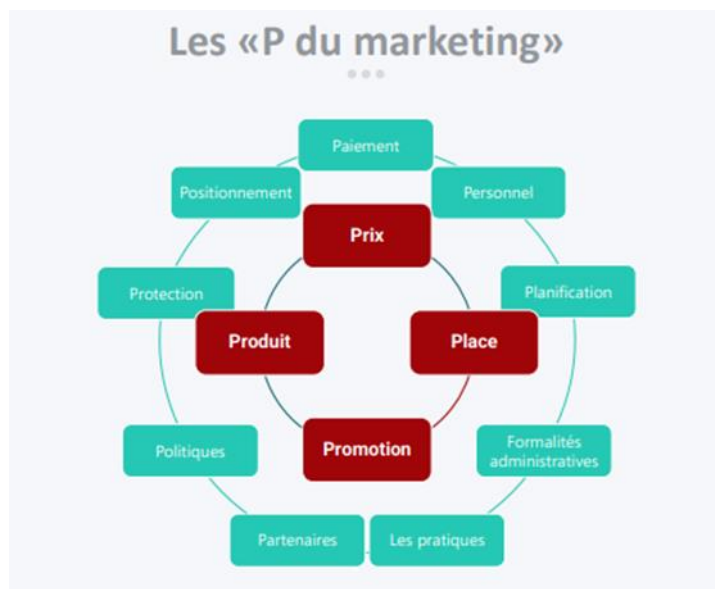 Les «P du marketing»
Paiement
Positionnement
Personnel
Prix
Protection
Planification
Produit
Place
Politiques
Promotion
Formalités
administratives
Partenaires
Les pratiques